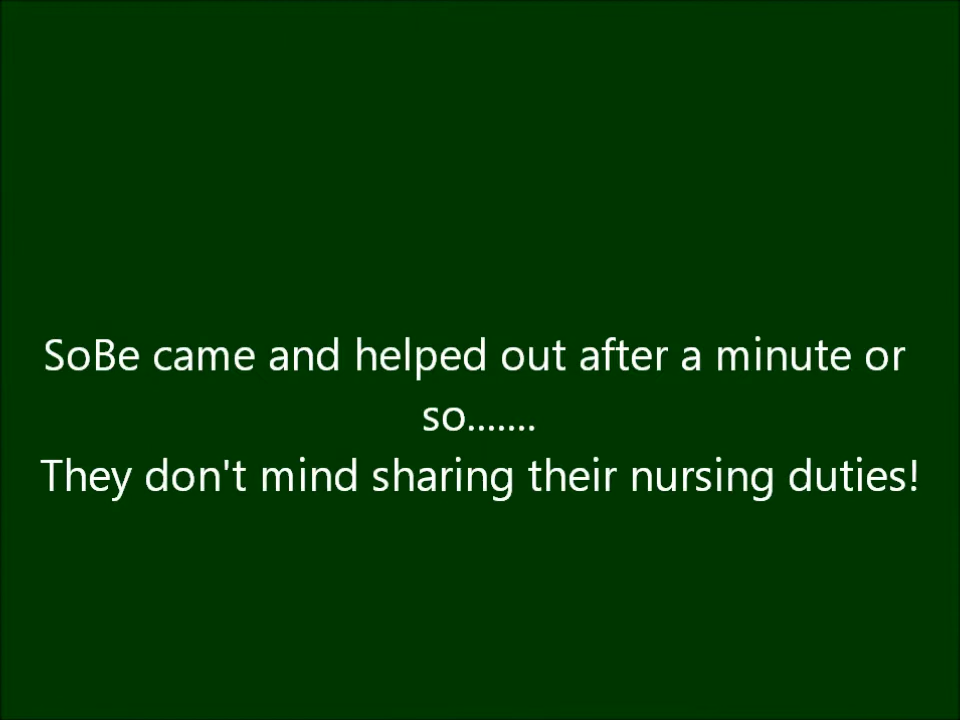 SoBe came and helped out after a minute or
so.......
They don't mind sharing their nursing duties!